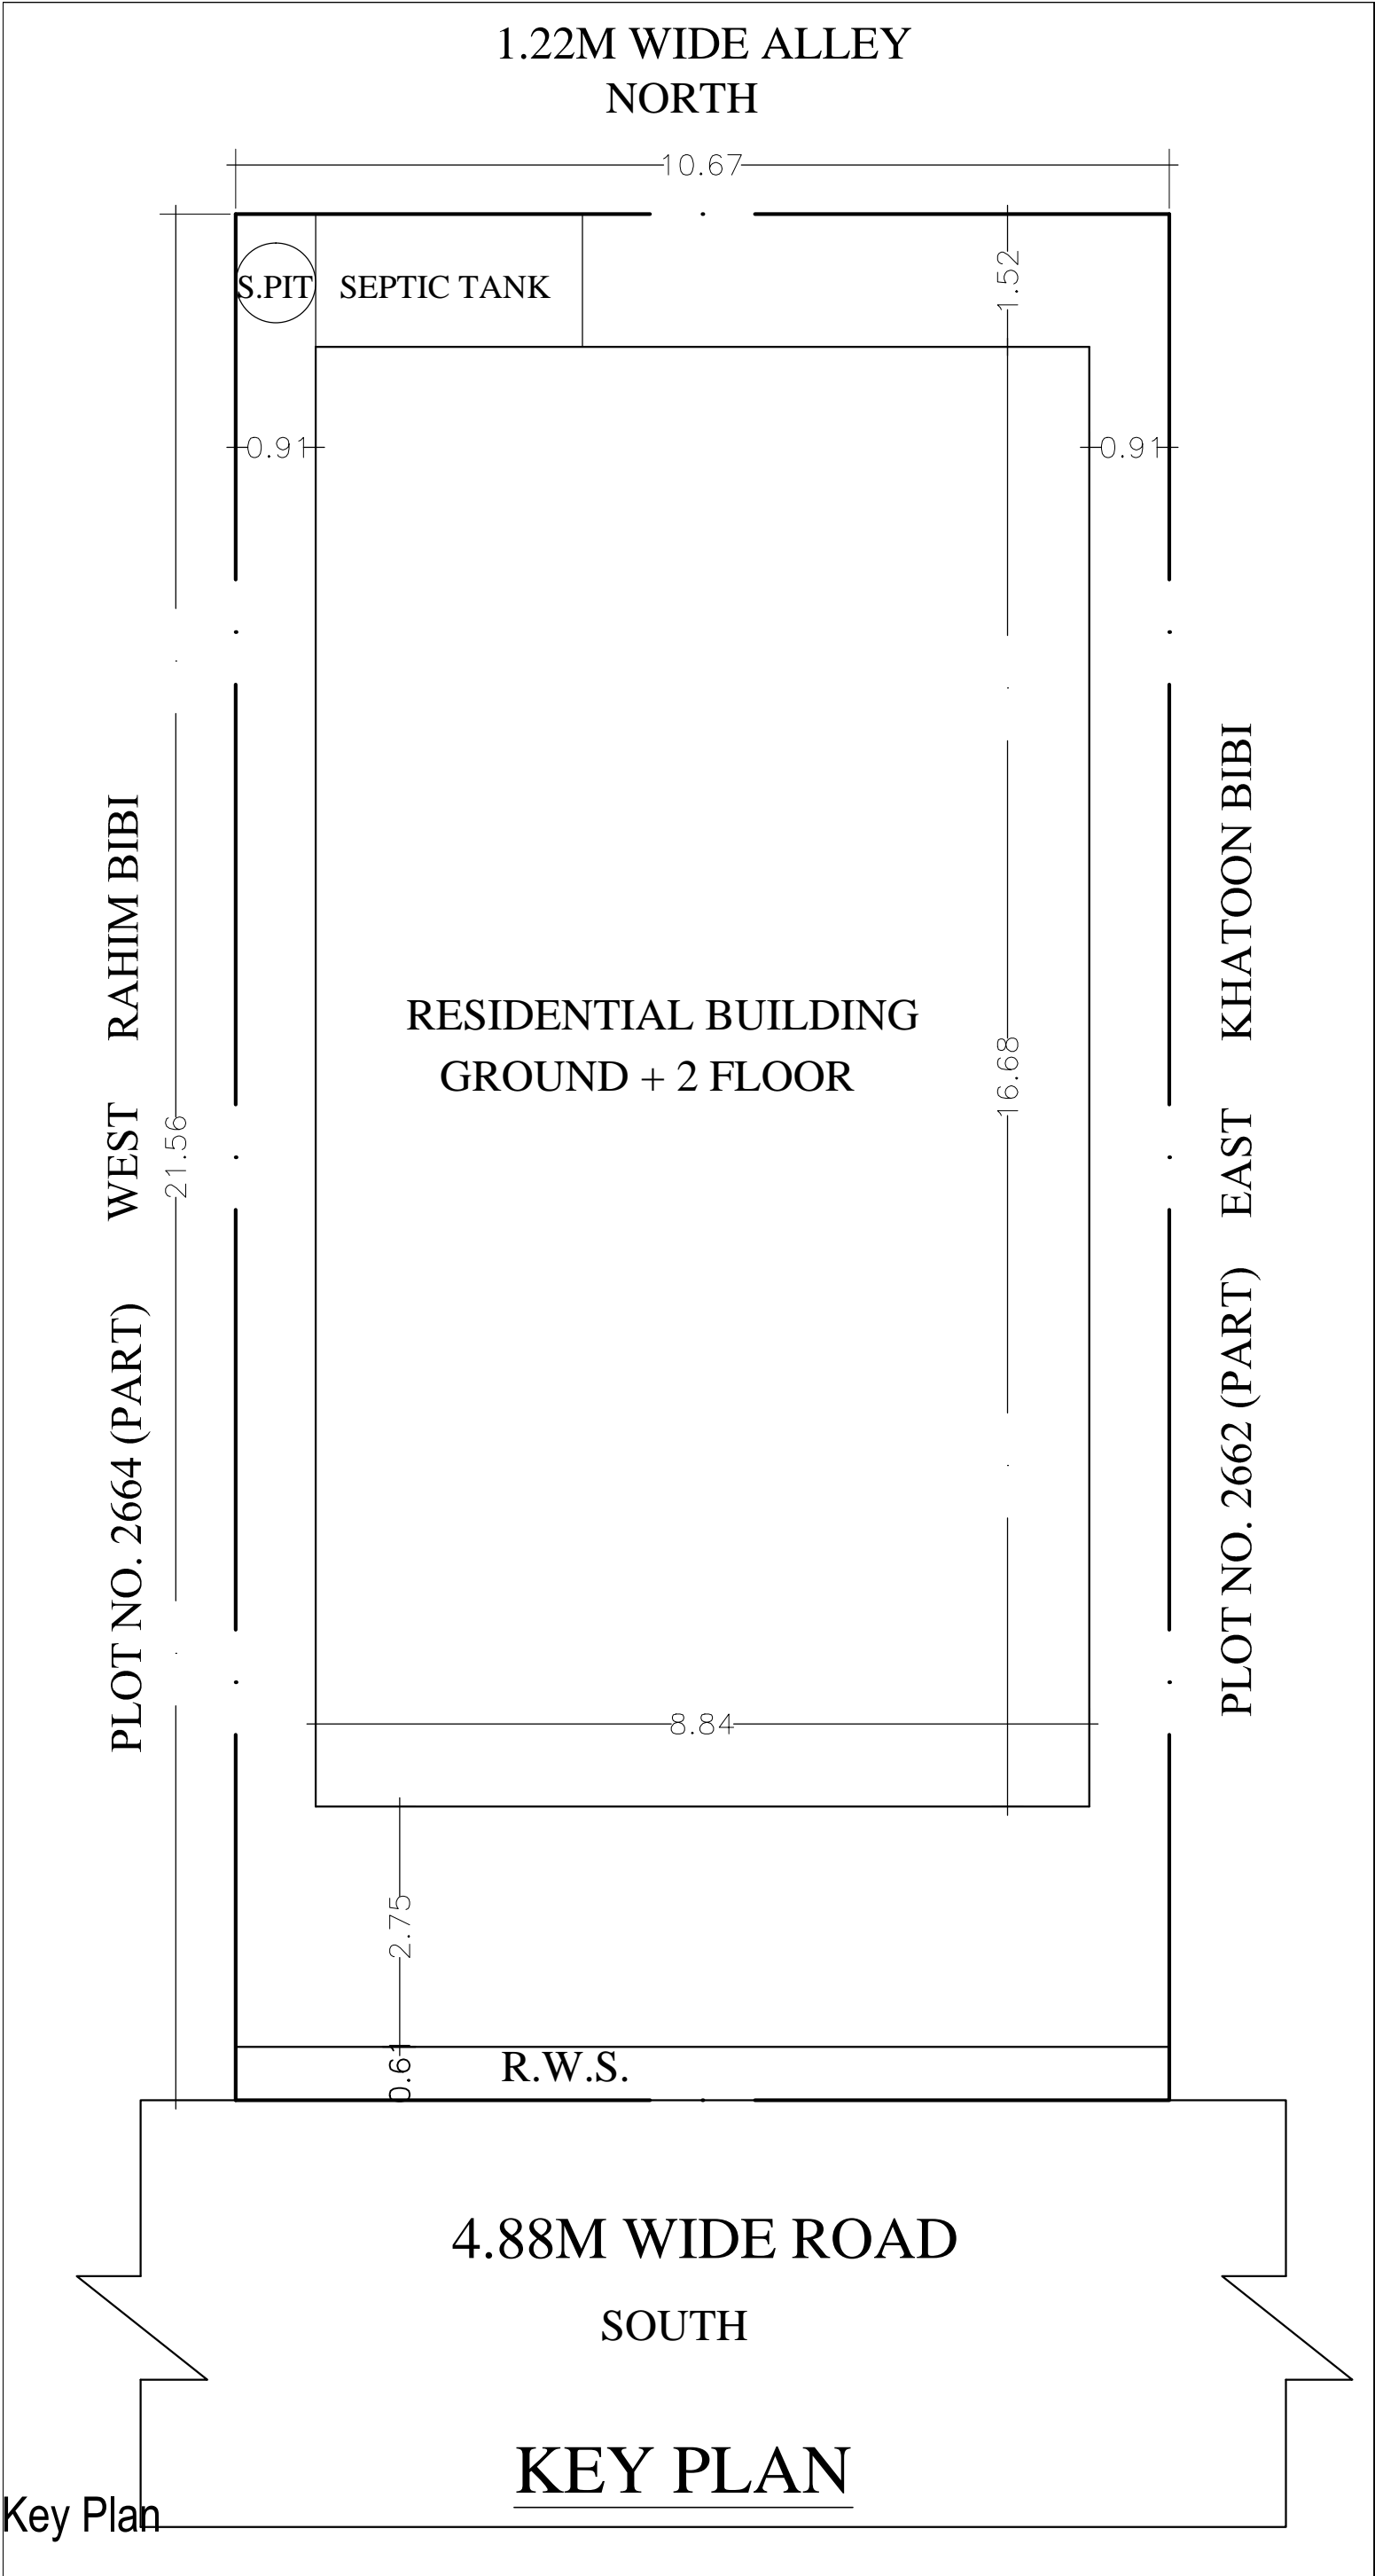 1.22M WIDE ALLEY
NORTH
10.67
S.PIT
SEPTIC TANK
1.52
0.91
0.91
WEST RAHIM BIBI
PLOT NO. 2664 (PART)
21.56
RESIDENTIAL BUILDING
GROUND + 2 FLOOR
16.68
EAST KHATOON BIBI
PLOT NO. 2662 (PART)
8.84
2.75
0.61
R.W.S.
4.88M WIDE ROAD
SOUTH
KEY PLAN
Key Plan